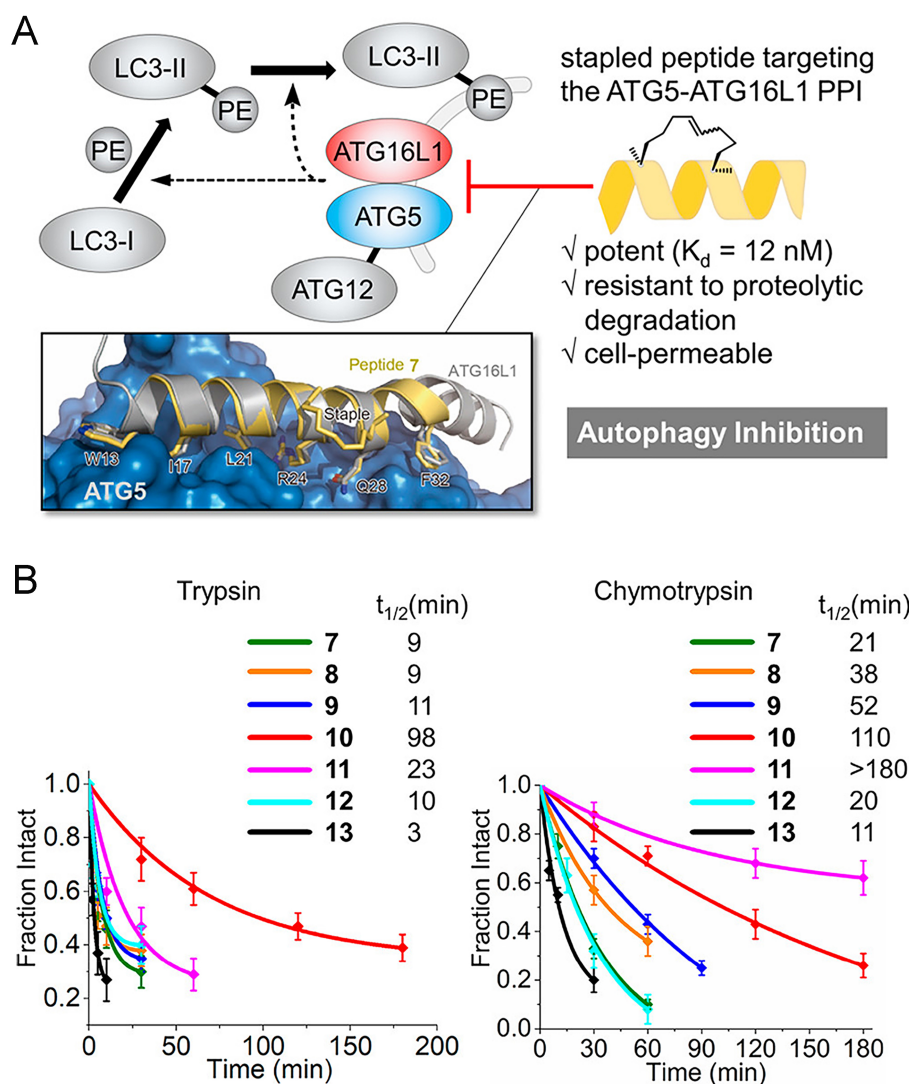 A
LC3-II
PE
LC3-II
PE
PE
LC3-I
ATG16L1
ATG5
ATG12
stapled peptide targeting
the ATG5-ATG16L1 PPI
√ potent (Kd = 12 nM)
√ resistant to proteolytic
degradation
√ cell-permeable
Peptide 7
ATG16L1
Staple
W13
I17
L21
R24
Q28
F32
ATG5
Autophagy Inhibition
B
Trypsin
t1/2(min)
7 9
8 9
9 11
10 98
11 23
12 10
13 3
Fraction Intact
1.0
0.8
0.6
0.4
0.2
0 50 100 150 200
Time (min)
Chymotrypsin
t1/2(min)
7 21
8 38
9 52
10 110
11 >180
12 20
13 11
Fraction Intact
1.0
0.8
0.6
0.4
0.2
0.0
0 30 60 90 120 150 180
Time (min)